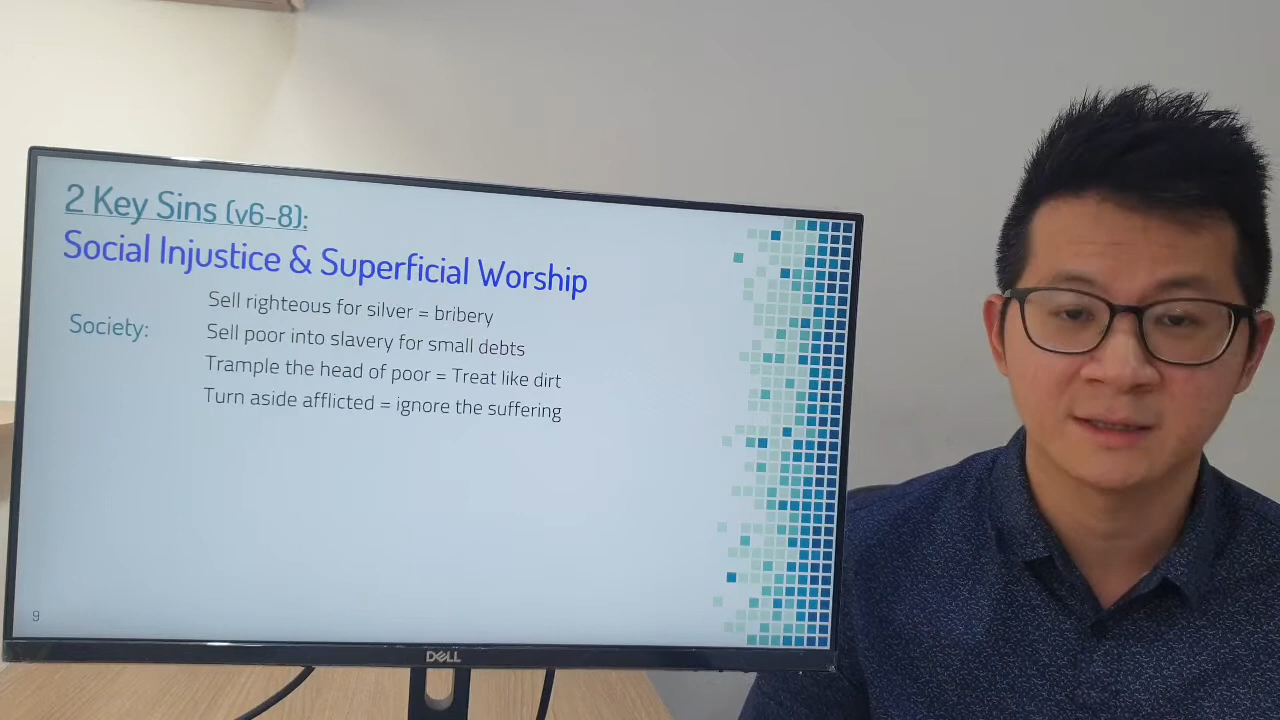 2 Key Sins (v6-8):
Social Injustice & Superficial Worship
Sell righteous for silver = bribery
Society:
Sell poor into slavery for small debts
Trample the head of poor = Treat like dirt
Turn aside afflicted = ignore the suffering
9
DELL